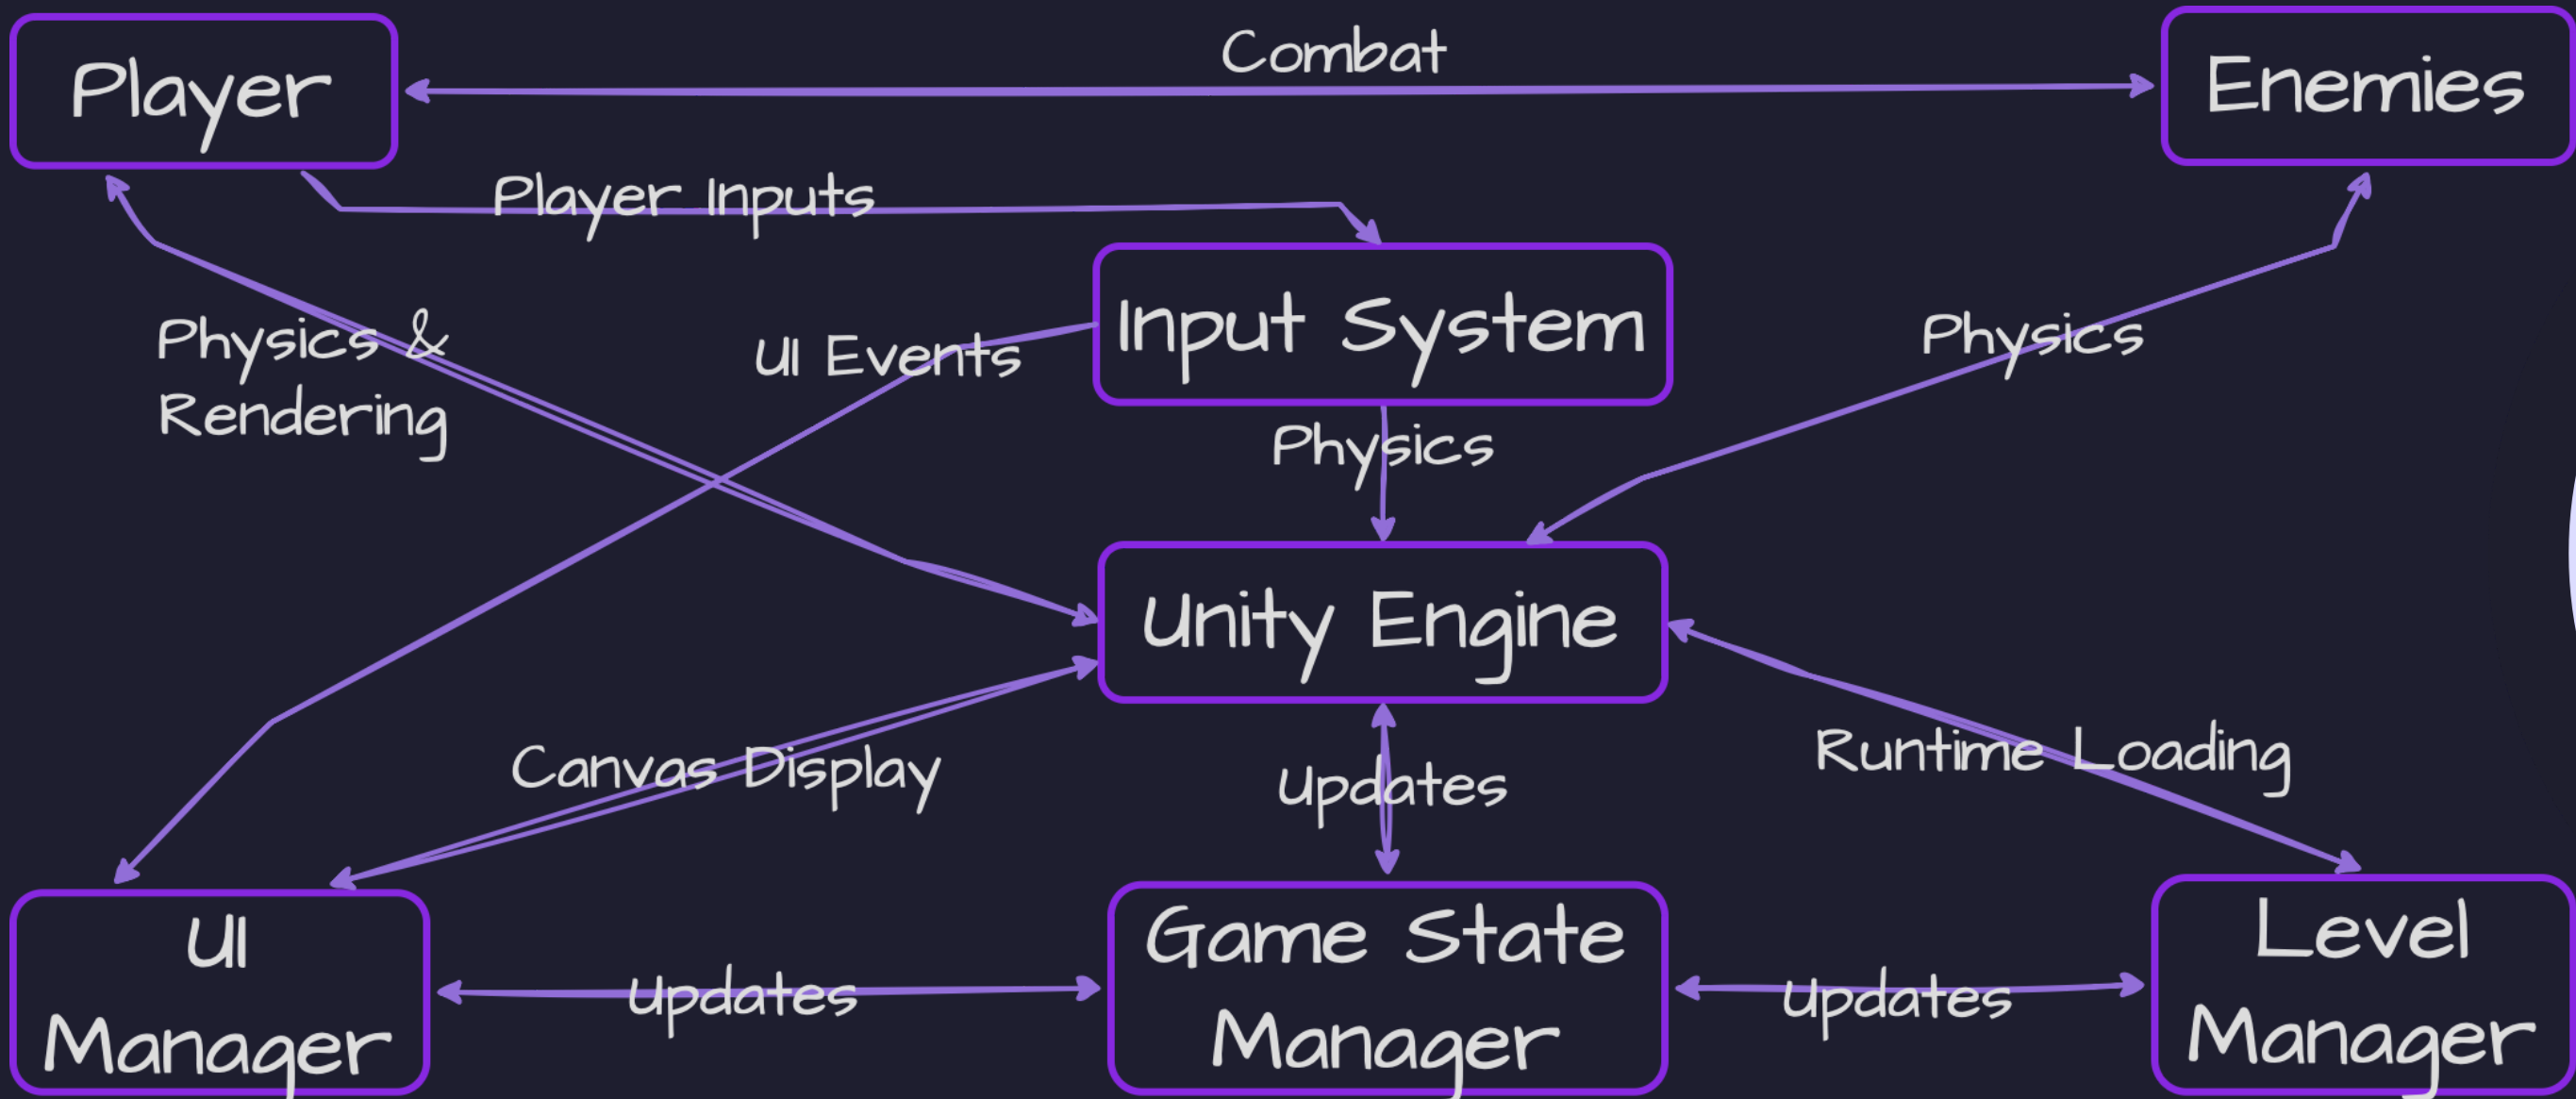 Combat
Player
Enemies
Player Inputs
Physics &
Rendering
UI Events
Input System
Physics
Physics
Unity Engine
Canvas Display
Updates
Runtime Loading
UI
Manager
Updates
Game State
Manager
Updates
Level
Manager